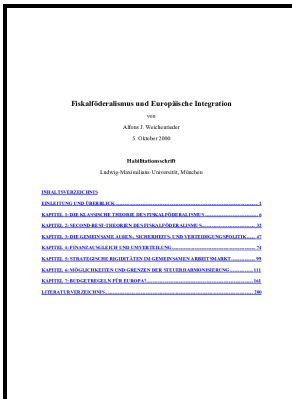 Fiskalföderalismus und Europäische Integration
von
Alfons J. Weichenrieder
5. Oktober 2000
Habilitationsschrift
Ludwig-Maximilians-Universität, München
INHALTSVERZEICHNIS
EINLEITUNG UND ÜBERBLICK 1
KAPITEL 1: DIE KLASSISCHE THEORIE DES FISKALFÖDERALISMUS 6
KAPITEL 2: SECOND-BEST-THEORIEN DES FISKALFÖDERALISMUS 32
KAPITEL 3: DIE GEMEINSAME AUßEN-, SICHERHEITS- UND VERTEIDIGUNGSPOLITIK 47
KAPITEL 4: FINANZAUSGLEICH UND UMVERTEILUNG 74
KAPITEL 5: STRATEGISCHE RIGIDITÄTEN IM GEMEINSAMEN ARBEITSMARKT 99
KAPITEL 6: MÖGLICHKEITEN UND GRENZEN DER STEUERHARMONISIERUNG 111
KAPITEL 7: BUDGETREGELN FÜR EUROPA? 161
LITERATURVERZEICHNIS 200